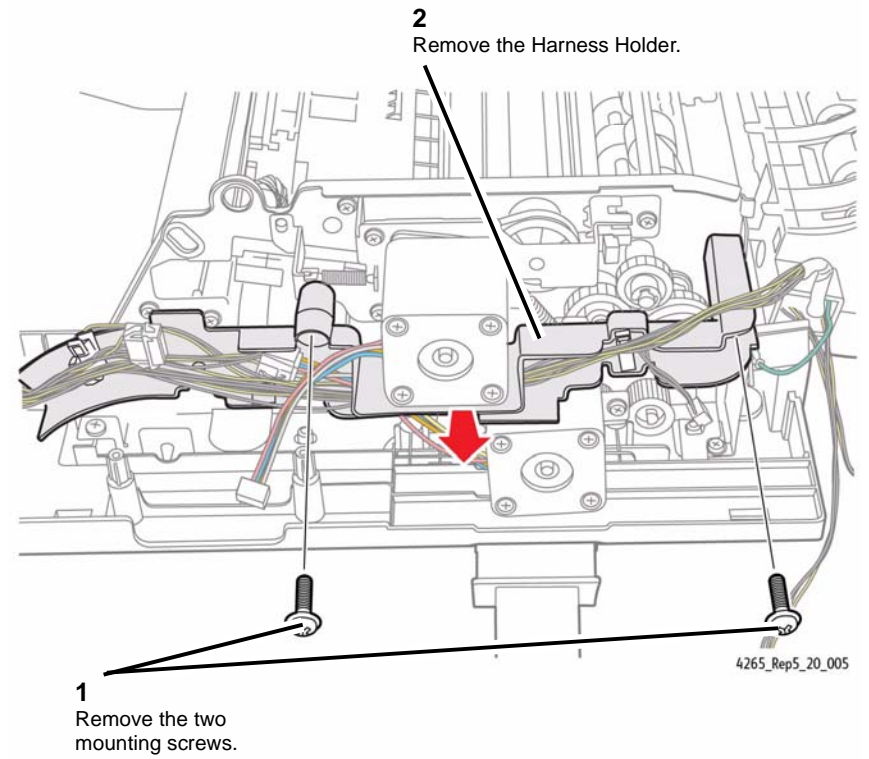 2
Remove the Harness Holder.
4265_Rep5_20_005
1
Remove the two
mounting screws.